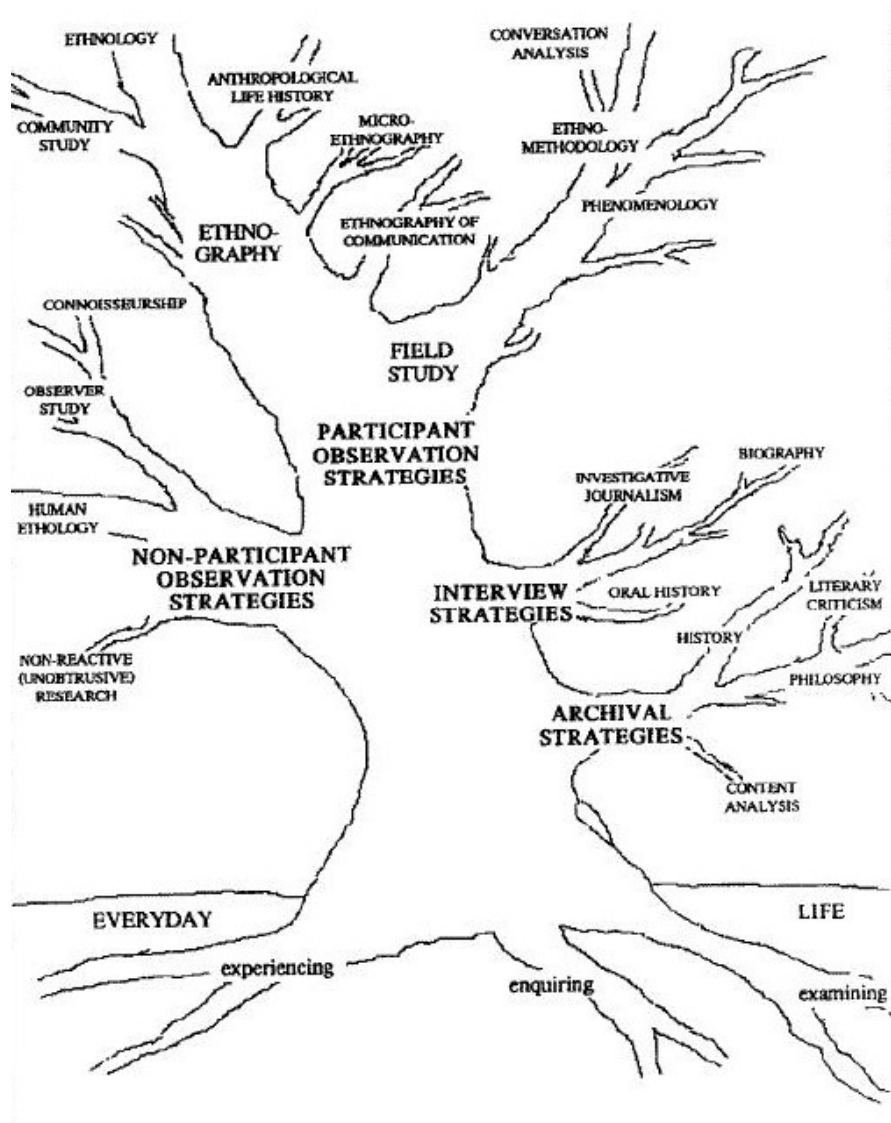 ETHNOLOGY
CONVERSATION
ANALYSIS
ANTHROPOLOGICAL
LIFE HISTORY
COMMUNITY
STUDY
MICRO-
ETHNOGRAPHY
ETHNO-
METHODOLOGY
ETHNO-
GRAPHY
ETHNOGRAPHY OF
COMMUNICATION
PHENOMENOLOGY
CONNOISSEURSHIP
FIELD
STUDY
OBSERVER
STUDY
PARTICIPANT
OBSERVATION
STRATEGIES
INVESTIGATIVE
JOURNALISM
BIOGRAPHY
HUMAN
ETHOLOGY
NON-PARTICIPANT
OBSERVATION
STRATEGIES
INTERVIEW
STRATEGIES
ORAL HISTORY
LITERARY
CRITICISM
HISTORY
NON-REACTIVE
(UNOBTRUSIVE)
RESEARCH
PHILOSOPHY
ARCHIVAL
STRATEGIES
CONTENT
ANALYSIS
EVERYDAY
LIFE
experiencing
enquiring
examining